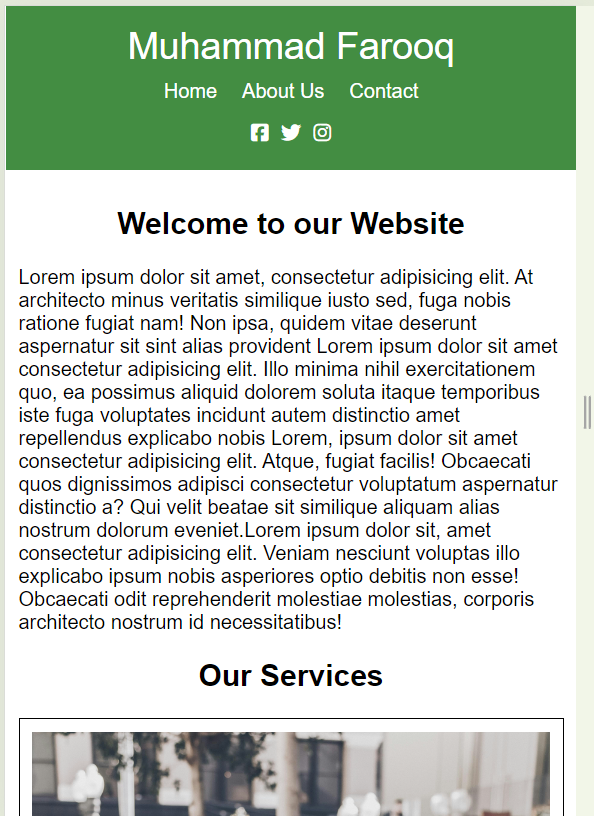 Muhammad Farooq
Home About Us Contact
Welcome to our Website
Lorem ipsum dolor sit amet, consectetur adipisicing elit. At
architecto minus veritatis similique iusto sed, fuga nobis
ratione fugiat nam! Non ipsa, quidem vitae deserunt
aspernatur sit sint alias provident Lorem ipsum dolor sit amet
consectetur adipisicing elit. Illo minima nihil exercitationem
quo, ea possimus aliquid dolorem soluta itaque temporibus
iste fuga voluptates incidunt autem distinctio amet
repellendus explicabo nobis Lorem, ipsum dolor sit amet
consectetur adipisicing elit. Atque, fugiat facilis! Obcaecati
quos dignissimos adipisci consectetur voluptatum aspernatur
distinctio a? Qui velit beatae sit similique aliquam alias
nostrum dolorum eveniet.Lorem ipsum dolor sit, amet
consectetur adipisicing elit. Veniam nesciunt voluptas illo
explicabo ipsum nobis asperiores optio debitis non esse!
Obcaecati odit reprehenderit molestiae molestias, corporis
architecto nostrum id necessitatibus!
Our Services